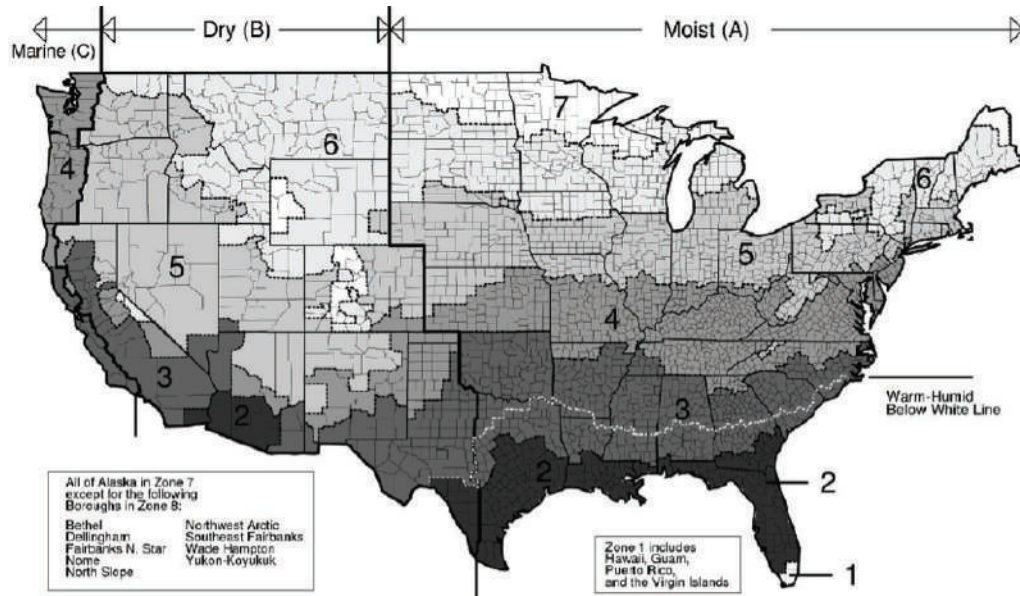 Marine (C)
Dry (B)
Moist (A)
7
6
4
6
5
5
4
3
3
2
2
Warm-Humid
Below White Line
2
1
All of Alaska in Zone 7
except for the following
Boroughs in Zone 8:
Bethel
Dellingham
Fairbanks N. Star
Nome
North Slope
Northwest Arctic
Southeast Fairbanks
Wade Hampton
Yukon-Koyukuk
Zone 1 includes
Hawaii, Guam,
Puerto Rico,
and the Virgin Islands